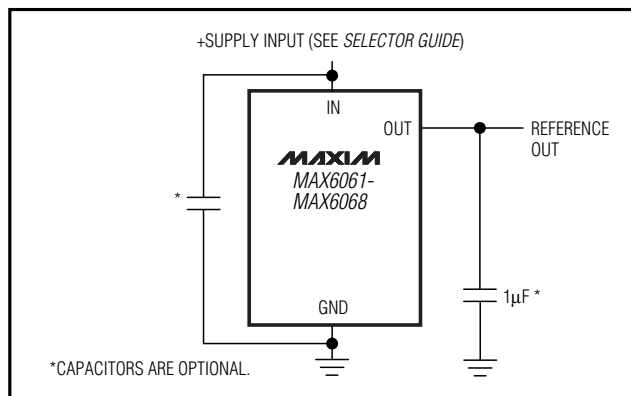 +SUPPLY INPUT (SEE SELECTOR GUIDE)
IN
OUT
REFERENCE
OUT
MAXIM
MAX6061-
MAX6068
*
1µF *
GND
*CAPACITORS ARE OPTIONAL.